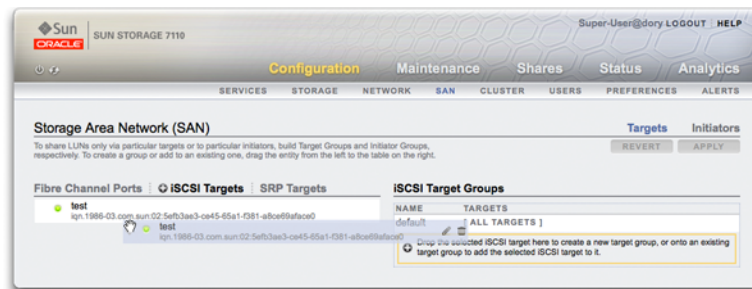 Sun
ORACLE
SUN STORAGE 7110
Super-User@dory LOGOUT HELP
Configuration Maintenance Shares Status Analytics
SERVICES STORAGE NETWORK SAN CLUSTER USERS PREFERENCES ALERTS
Storage Area Network (SAN)
Targets Initiators
To share LUNs only via particular targets or to particular initiators, build Target Groups and Initiator Groups,
respectively. To create a group or add to an existing one, drag the entity from the left to the table on the right.
REVERT APPLY
Fibre Channel Ports iSCSI Targets SRP Targets
test
iqn.1986-03.com.sun:02:5efb3ae3-ce45-65a1-f381-a8ce69aface0
test
iqn.1986-03.com.sun:02:5efb3ae3-ce45-65a1-f381-a8ce69aface0
iSCSI Target Groups
NAME TARGETS
default [ ALL TARGETS ]
Drop the selected iSCSI target here to create a new target group, or onto an existing
target group to add the selected iSCSI target to it.